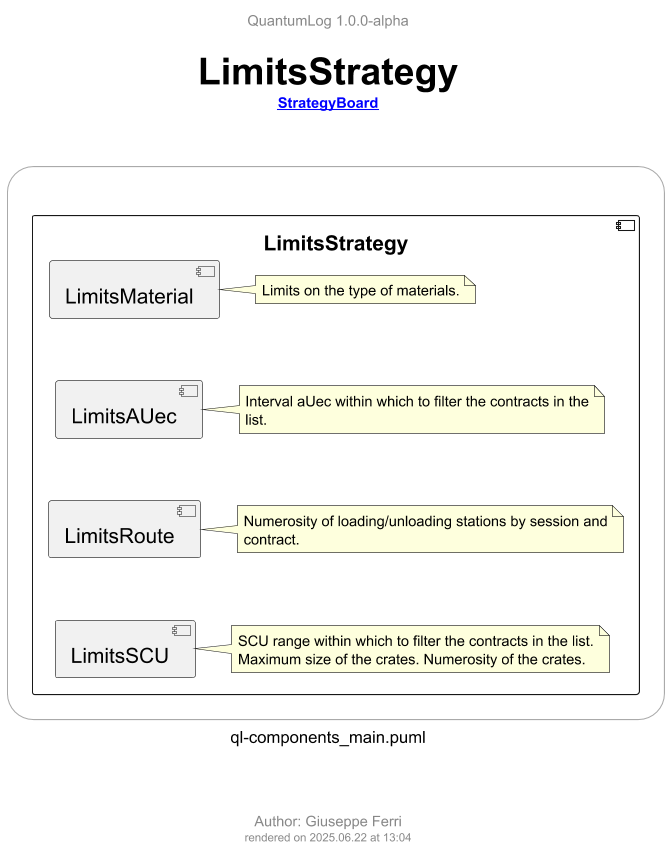 QuantumLog 1.0.0-alpha
LimitsStrategy
StrategyBoard
LimitsStrategy
LimitsMaterial
Limits on the type of materials.
LimitsAUec
Interval aUec within which to filter the contracts in the
list.
LimitsRoute
Numerosity of loading/unloading stations by session and
contract.
LimitsSCU
SCU range within which to filter the contracts in the list.
Maximum size of the crates. Numerosity of the crates.
ql-components_main.puml
Author: Giuseppe Ferri
rendered on 2025.06.22 at 13:04